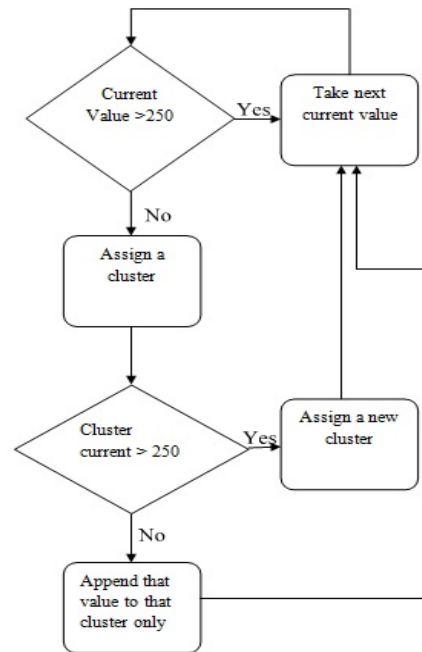 Current
Value >250
Yes
Take next
current value
No
Assign a
cluster
Cluster
current > 250
Yes
Assign a new
cluster
No
Append that
value to that
cluster only